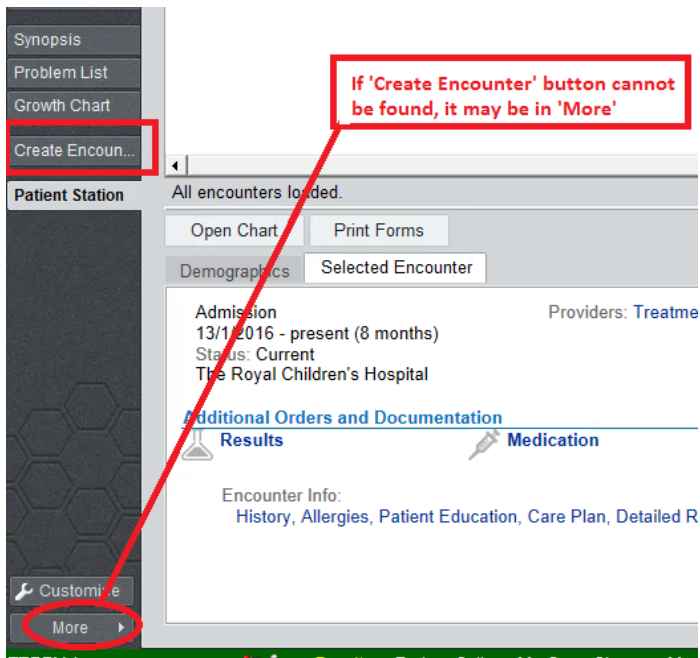 Synopsis
Problem List
Growth Chart
Create Encoun...
Patient Station
If 'Create Encounter' button cannot
be found, it may be in 'More'
All encounters loaded.
Open Chart Print Forms
Demographics Selected Encounter
Admission Providers: Treatme
13/1/2016 - present (8 months)
Status: Current
The Royal Children's Hospital
Additional Orders and Documentation
Results Medication
Encounter Info:
History, Allergies, Patient Education, Care Plan, Detailed R
Customize
More